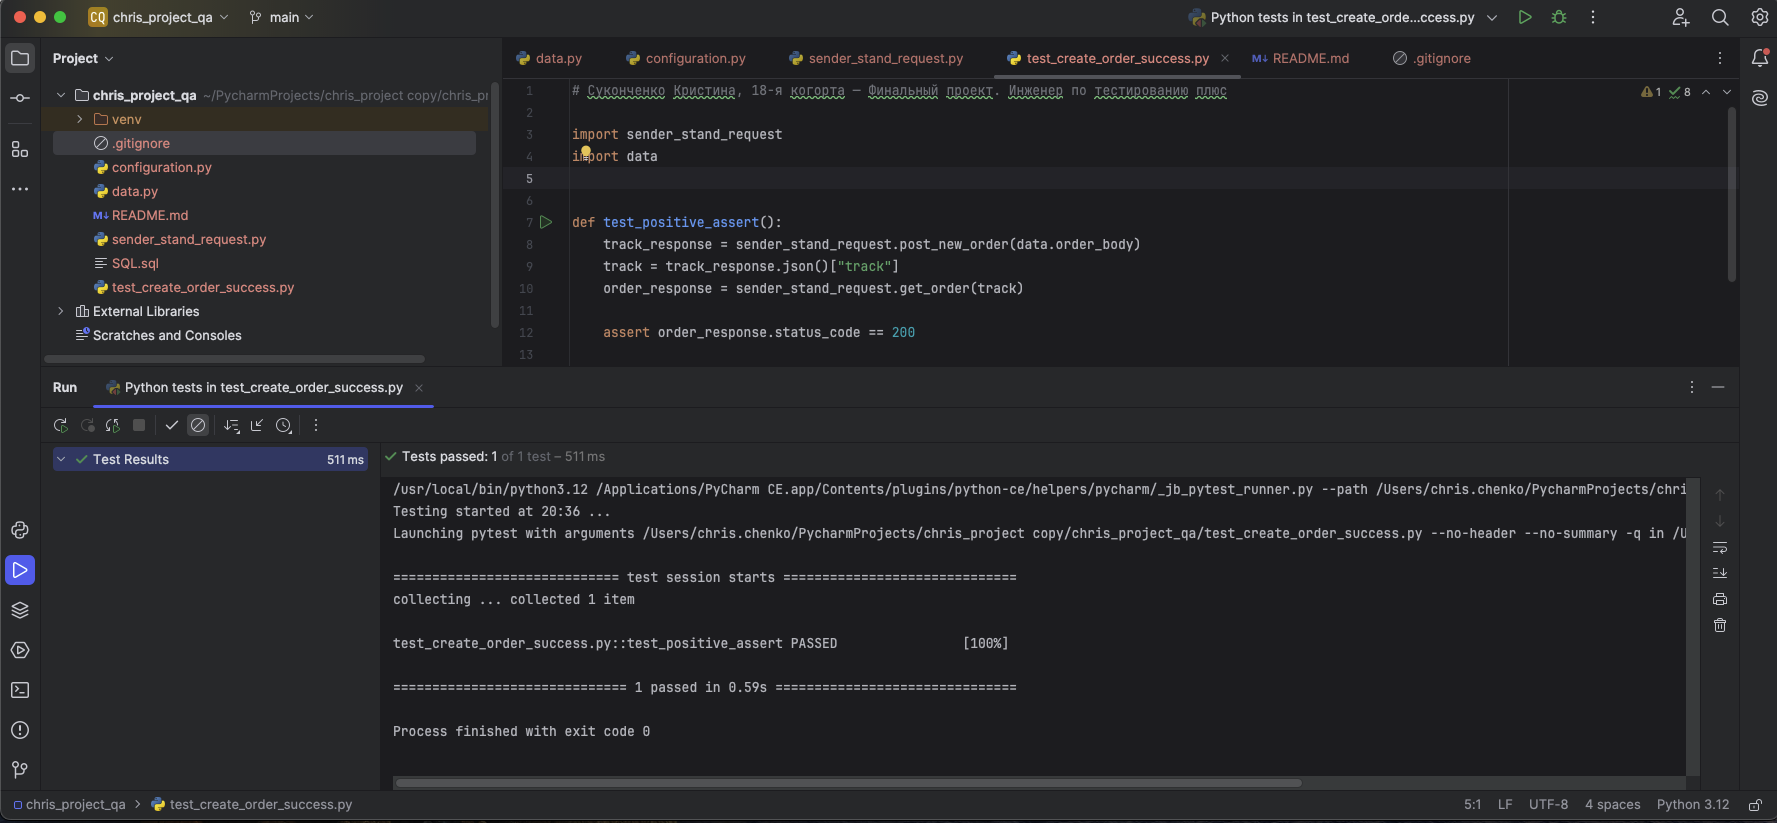 CQ chris_project_qa main Python tests in test_create_orde...ccess.py
Project
chris_project_qa ~/PycharmProjects/chris_project copy/chris_pr
venv
.gitignore
configuration.py
data.py
README.md
sender_stand_request.py
SQL.sql
test_create_order_success.py
External Libraries
Scratches and Consoles
data.py configuration.py sender_stand_request.py test_create_order_success.py README.md .gitignore
1 # Суконченко Кристина, 18-я когорта — Финальный проект. Инженер по тестированию плюс
1 8
2
3 import sender_stand_request
4 import data
5
6
7 def test_positive_assert():
8 track_response = sender_stand_request.post_new_order(data.order_body)
9 track = track_response.json()["track"]
10 order_response = sender_stand_request.get_order(track)
11
12 assert order_response.status_code == 200
13
Run Python tests in test_create_order_success.py
Test Results 511 ms
Tests passed: 1 of 1 test – 511 ms
/usr/local/bin/python3.12 /Applications/PyCharm CE.app/Contents/plugins/python-ce/helpers/pycharm/_jb_pytest_runner.py --path /Users/chris.chenko/PycharmProjects/chri
Testing started at 20:36 ...
Launching pytest with arguments /Users/chris.chenko/PycharmProjects/chris_project copy/chris_project_qa/test_create_order_success.py --no-header --no-summary -q in /U
============================= test session starts ==============================
collecting ... collected 1 item
test_create_order_success.py::test_positive_assert PASSED [100%]
============================== 1 passed in 0.59s ===============================
Process finished with exit code 0
chris_project_qa > test_create_order_success.py
5:1 LF UTF-8 4 spaces Python 3.12